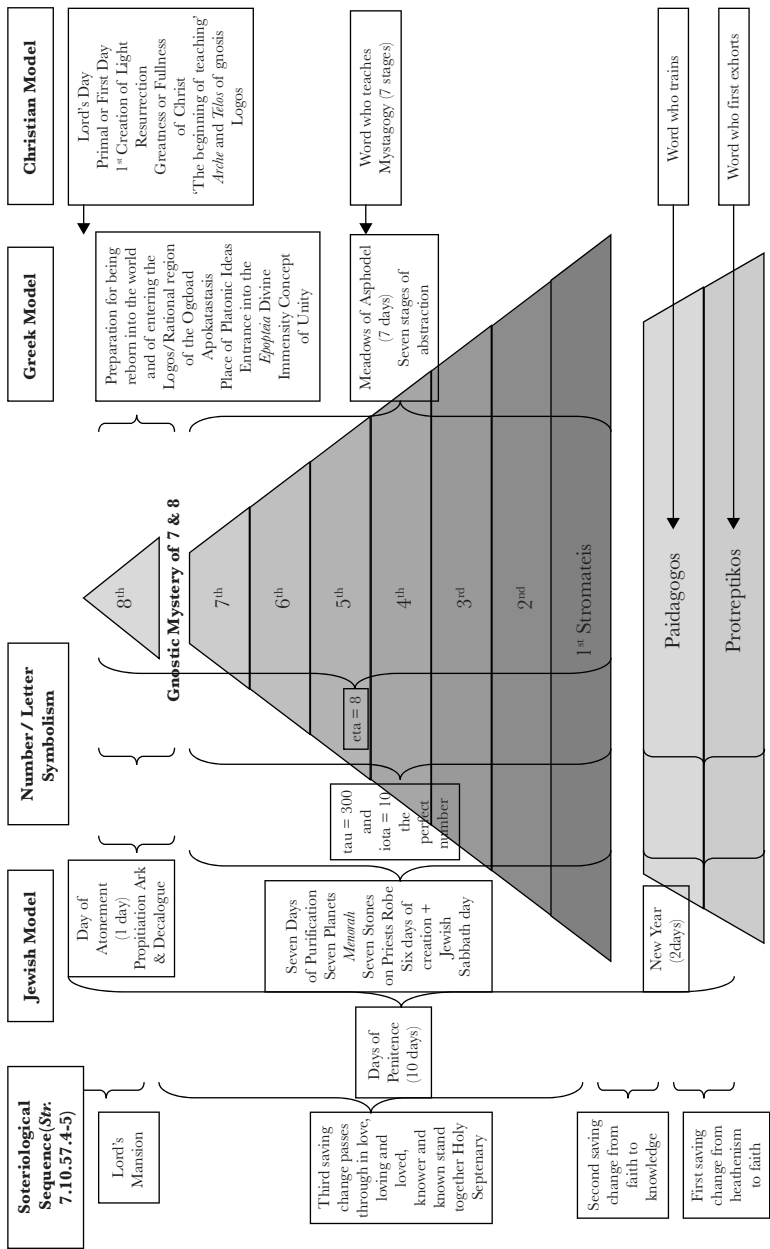 Soteriological
Sequence(Str.
7.10.57.4-5)
Jewish Model
Number/ Letter
Symbolism
Greek Model
Christian Model
Lord's
Mansion
Third saving
change passes
through in love,
loving and
loved,
knower and
known stand
together Holy
Septenary
Second saving
change from
faith to
knowledge
First saving
change from
heathenism
to faith
Days of
Penitence
(10 days)
Day of
Atonement
(1 day)
Propitiation Ark
& Decalogue
Seven Days
of Purification
Seven Planets
Menorah
Seven Stones
on Priests Robe
Six days of
creation +
Jewish
Sabbath day
New Year
(2days)
tau = 300
and
iota = 10
the
perfect
number
eta = 8
8th
Gnostic Mystery of 7 & 8
7th
6th
5th
4th
3rd
2nd
1st Stromateis
Paidagogos
Protreptikos
Preparation for being
reborn into the world
and of entering the
Logos/Rational region
of the Ogdoad
Apokatastasis
Place of Platonic Ideas
Entrance into the
Epopteia Divine
Immensity Concept
of Unity
Meadows of Asphodel
(7 days)
Seven stages of
abstraction
Lord's Day
Primal or First Day
1st Creation of Light
Resurrection
Greatness or Fullness
of Christ
'The beginning of teaching'
Arche and Telos of gnosis
Logos
Word who teaches
Mystagogy (7 stages)
Word who trains
Word who first exhorts